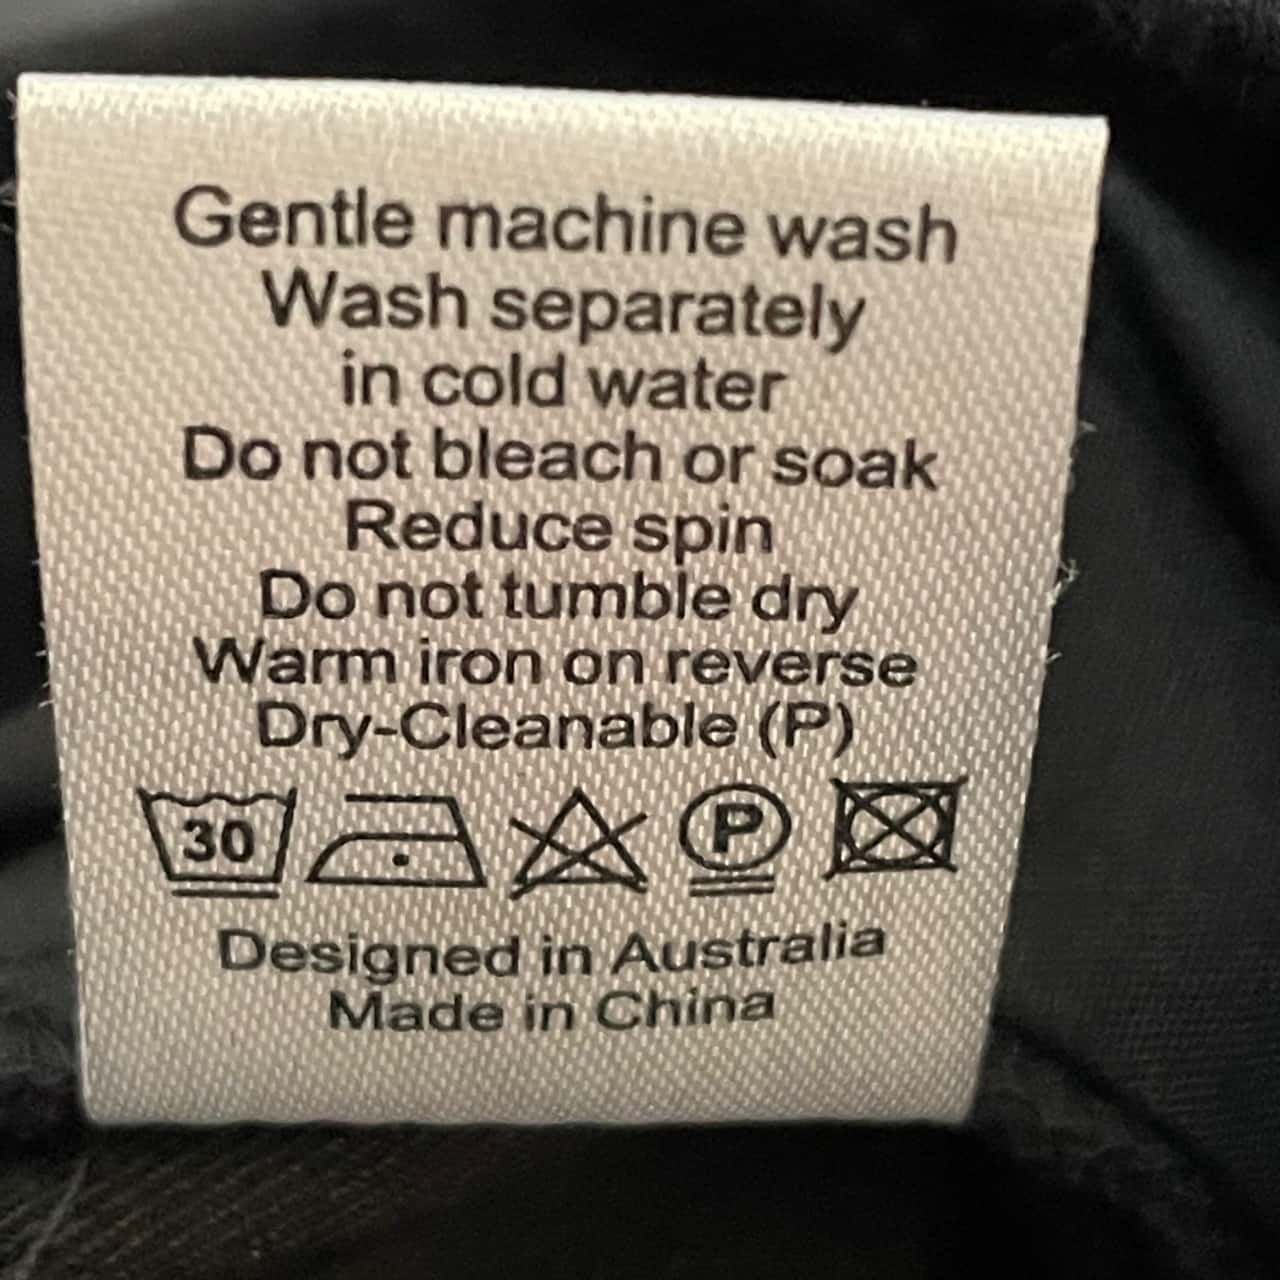 Gentle machine wash
Wash separately
in cold water
Do not bleach or soak
Reduce spin
Do not tumble dry
Warm iron on reverse
Dry-Cleanable (P)
30 P
Designed in Australia
Made in China